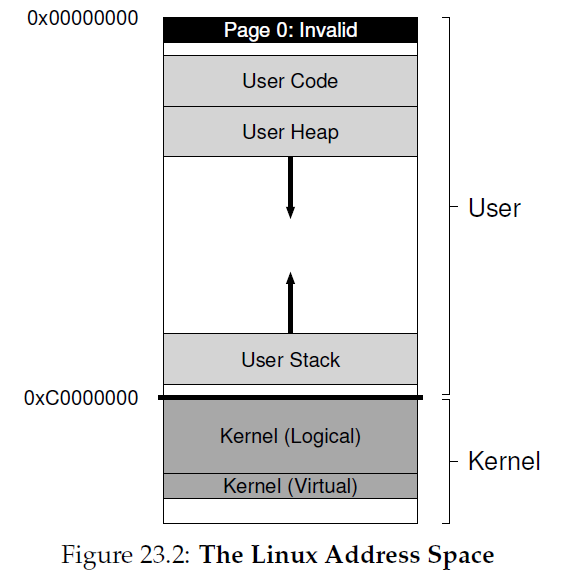 0x00000000
Page 0: Invalid
User Code
User Heap
User
User Stack
0xC0000000
Kernel (Logical)
Kernel
Kernel (Virtual)
Figure 23.2: The Linux Address Space